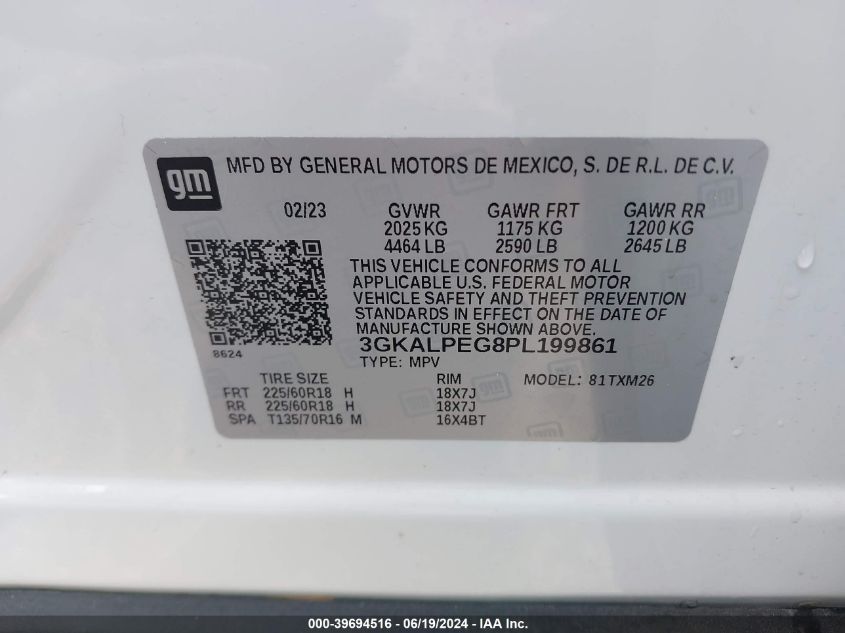 gm
MFD BY GENERAL MOTORS DE MEXICO, S. DE R.L. DE C.V.
02/23 GVWR GAWR FRT GAWR RR
2025 KG 1175 KG 1200 KG
4464 LB 2590 LB 2645 LB
THIS VEHICLE CONFORMS TO ALL
APPLICABLE U.S. FEDERAL MOTOR
VEHICLE SAFETY AND THEFT PREVENTION
STANDARDS IN EFFECT ON THE DATE OF
MANUFACTURE SHOWN ABOVE.
8624
3GKALPEG8PL199861
TYPE: MPV
TIRE SIZE RIM MODEL: 81TXM26
FRT 225/60R18 H 18X7J
RR 225/60R18 H 18X7J
SPA T135/70R16 M 16X4BT
000-39694516 - 06/19/2024 - IAA Inc.